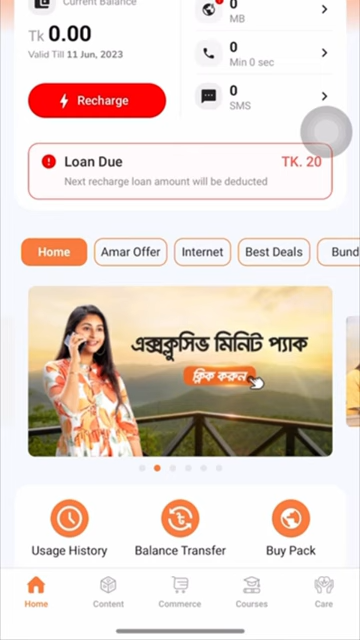 Current Balance
Tk 0.00
Valid Till 11 Jun, 2023
Recharge
0
MB
0
Min 0 sec
0
SMS
Loan Due
TK. 20
Next recharge loan amount will be deducted
Home
Amar Offer
Internet
Best Deals
Bund
এক্সক্লুসিভ মিনিট প্যাক
ক্লিক করুন
Usage History
Balance Transfer
Buy Pack
Home
Content
Commerce
Courses
Care